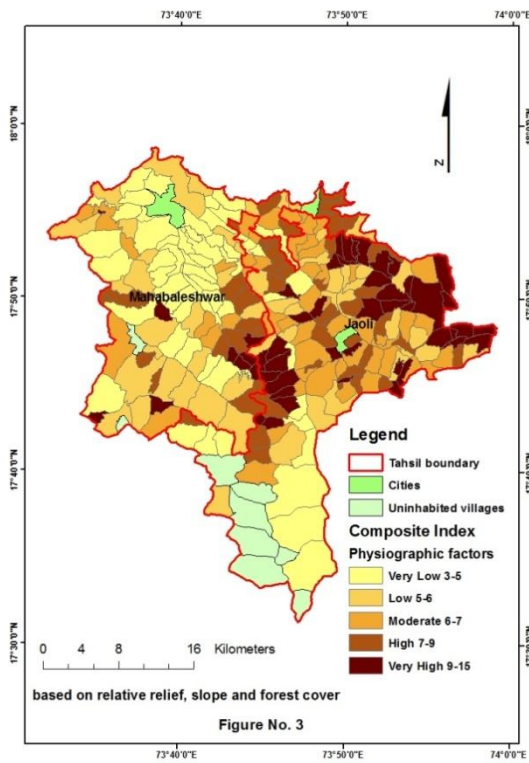 73°40'0"E 73°50'0"E 74°0'0"E
18°0'0"N
N
Mahabaleshwar
17°50'0"N
Jaoli
Legend
Tahsil boundary
17°40'0"N
Cities
Uninhabited villages
Composite Index
Physiographic factors
Very Low 3-5
Low 5-6
Moderate 6-7
High 7-9
Very High 9-15
17°30'0"N
0 4 8 16 Kilometers
based on relative relief, slope and forest cover
Figure No. 3
73°40'0"E 73°50'0"E 74°0'0"E